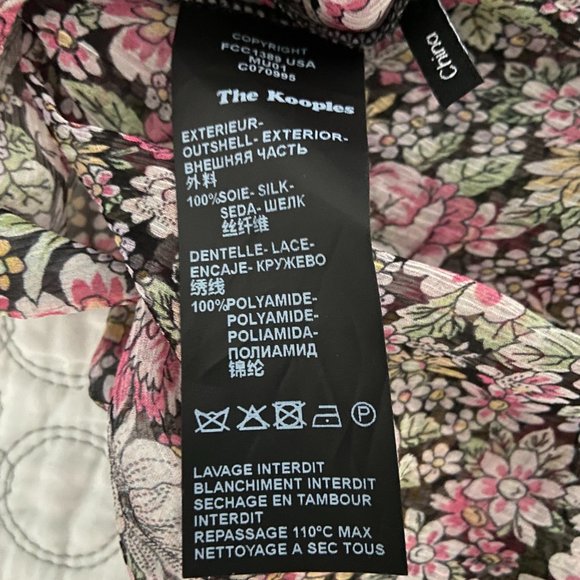 COPYRIGHT
FCC1389 USA
MU01
C070995
The Kooples
EXTERIEUR-
OUTSHELL- EXTERIOR-
ВНЕШНЯЯ ЧАСТЬ
外料
100%SOIE- SILK-
SEDA- ШЕЛК
丝纤维
DENTELLE- LACE-
ENCAJE- КРУЖЕВО
绣线
100%POLYAMIDE-
POLYAMIDE-
POLIAMIDA-
ПОЛИАМИД
锦纶
P
LAVAGE INTERDIT
BLANCHIMENT INTERDIT
SECHAGE EN TAMBOUR
INTERDIT
REPASSAGE 110°C MAX
NETTOYAGE A SEC TOUS
China